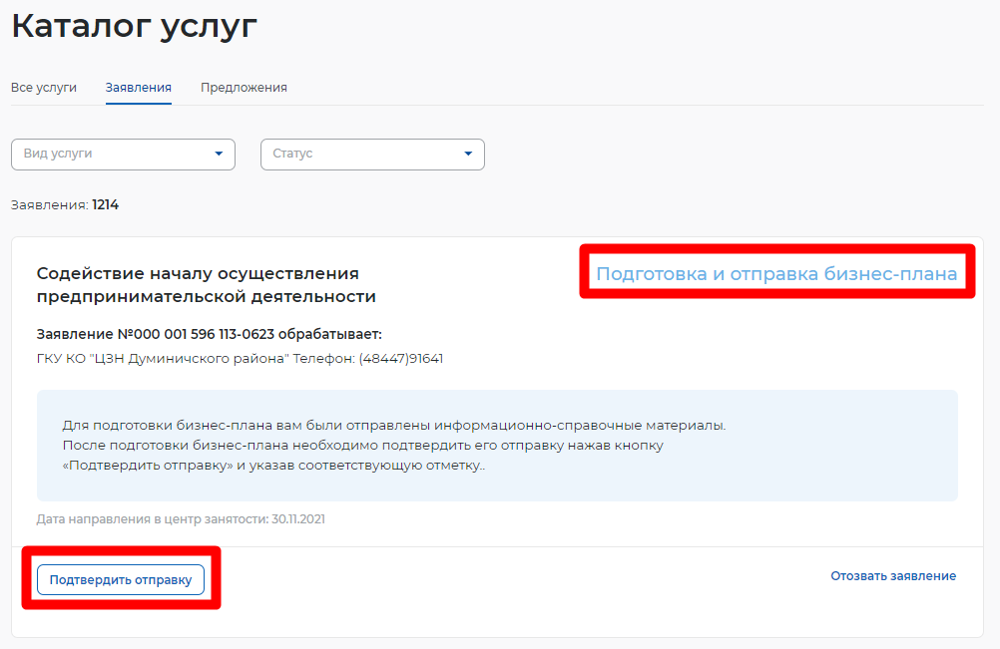 Каталог услуг
Все услуги Заявления Предложения
Вид услуги Статус
Заявления: 1214
Содействие началу осуществления
предпринимательской деятельности
Подготовка и отправка бизнес-плана
Заявление №000 001 596 113-0623 обрабатывает:
ГКУ КО "ЦЗН Думиничского района" Телефон: (48447)91641
Для подготовки бизнес-плана вам были отправлены информационно-справочные материалы.
После подготовки бизнес-плана необходимо подтвердить его отправку нажав кнопку
«Подтвердить отправку» и указав соответствующую отметку..
Дата направления в центр занятости: 30.11.2021
Подтвердить отправку Отозвать заявление